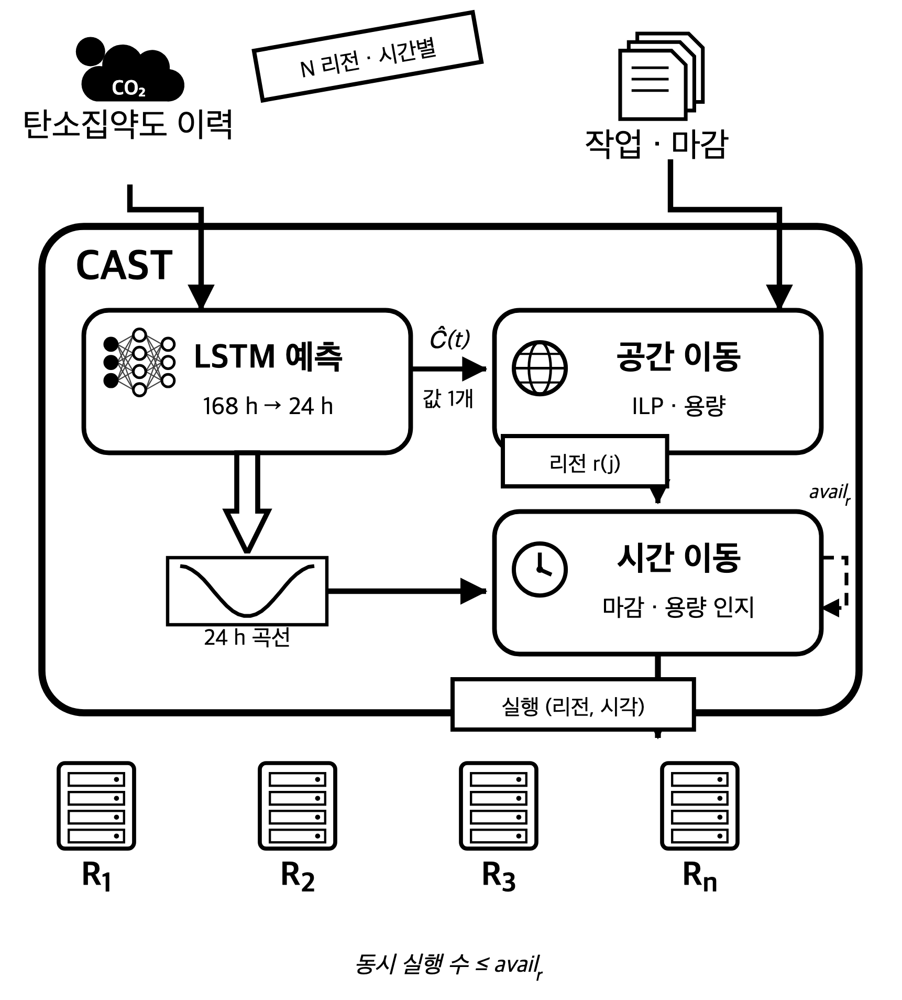 N 리전 · 시간별
CO₂
탄소집약도 이력
작업 · 마감
CAST
LSTM 예측
168 h → 24 h
Ĉ(t)
값 1개
공간 이동
ILP · 용량
리전 r(j)
avail_r
시간 이동
마감 · 용량 인지
24 h 곡선
실행 (리전, 시각)
R₁
R₂
R₃
Rₙ
동시 실행 수 ≤ avail_r